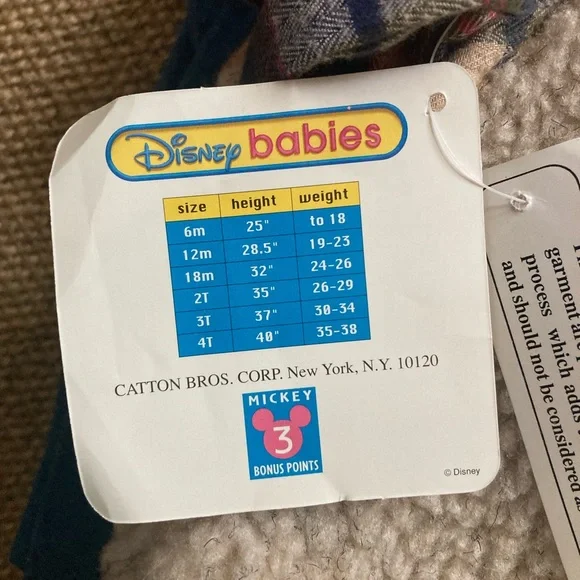 Disney babies
size height weight
6m 25" to 18
12m 28.5" 19-23
18m 32" 24-26
2T 35" 26-29
3T 37" 30-34
4T 40" 35-38
CATTON BROS. CORP. New York, N.Y. 10120
MICKEY
3
BONUS POINTS
© Disney
garment are
process which adds
and should not be considered